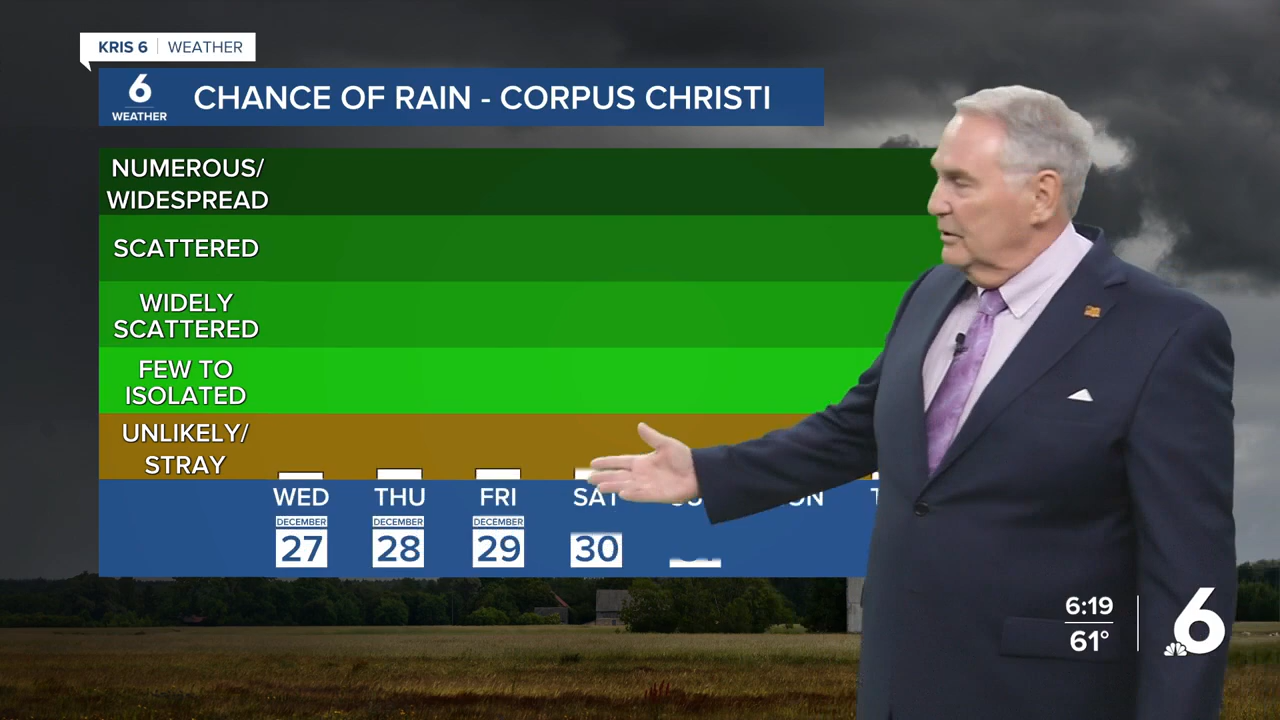 KRIS 6 WEATHER
6
WEATHER
CHANCE OF RAIN - CORPUS CHRISTI
NUMEROUS/
WIDESPREAD
SCATTERED
WIDELY
SCATTERED
FEW TO
ISOLATED
UNLIKELY/
STRAY
WED THU FRI SAT
DECEMBER DECEMBER DECEMBER
27 28 29 30
6:19
61°
6